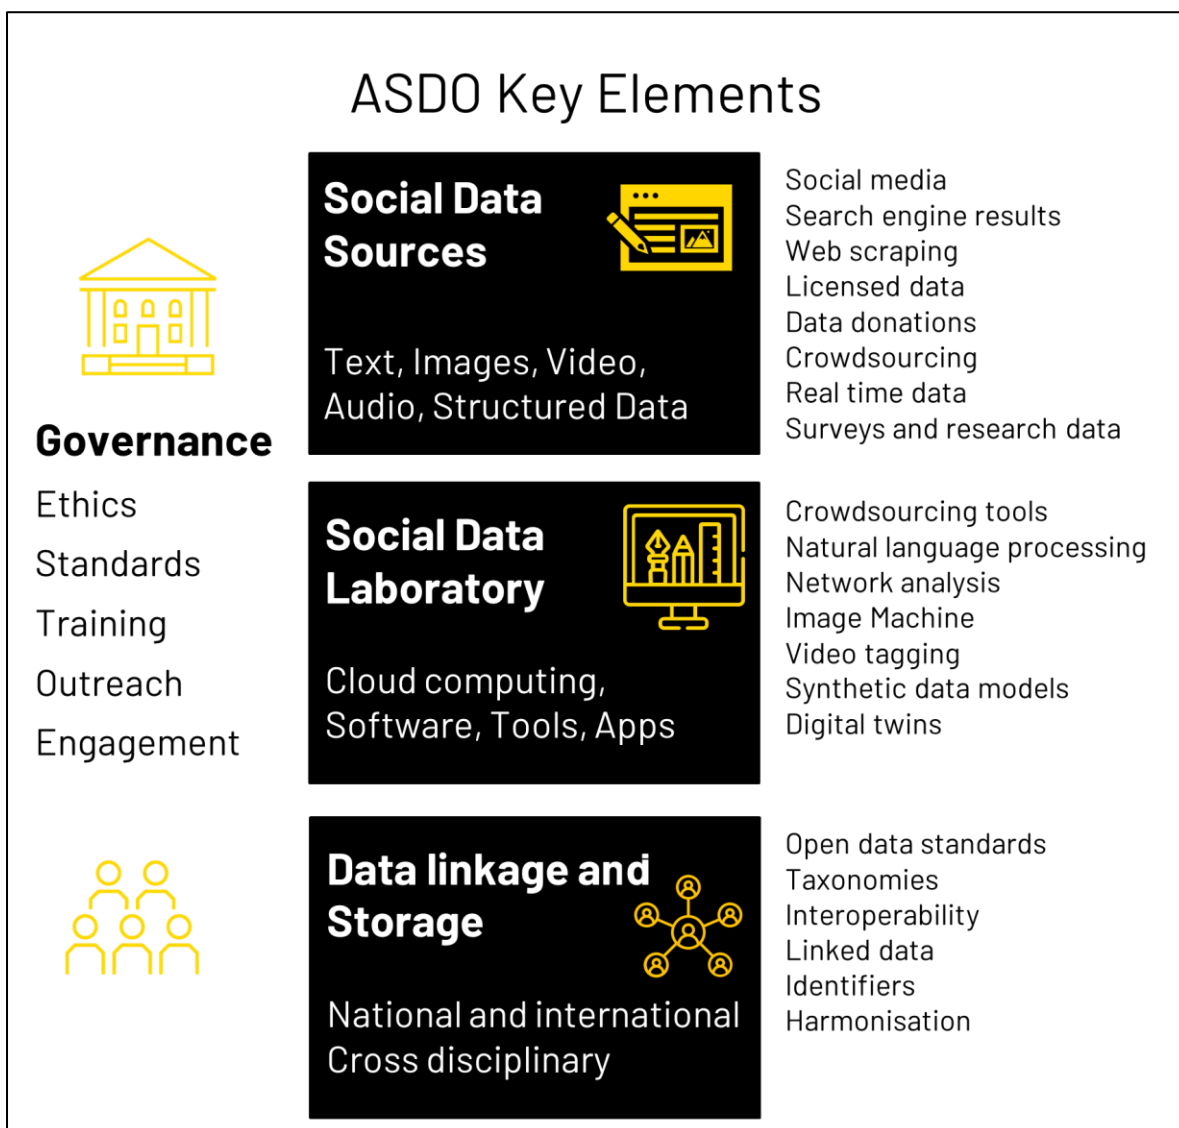 ASDO Key Elements
Governance
Ethics
Standards
Training
Outreach
Engagement
Social Data
Sources
Text, Images, Video,
Audio, Structured Data
Social media
Search engine results
Web scraping
Licensed data
Data donations
Crowdsourcing
Real time data
Surveys and research data
Social Data
Laboratory
Cloud computing,
Software, Tools, Apps
Crowdsourcing tools
Natural language processing
Network analysis
Image Machine
Video tagging
Synthetic data models
Digital twins
Data linkage and
Storage
National and international
Cross disciplinary
Open data standards
Taxonomies
Interoperability
Linked data
Identifiers
Harmonisation